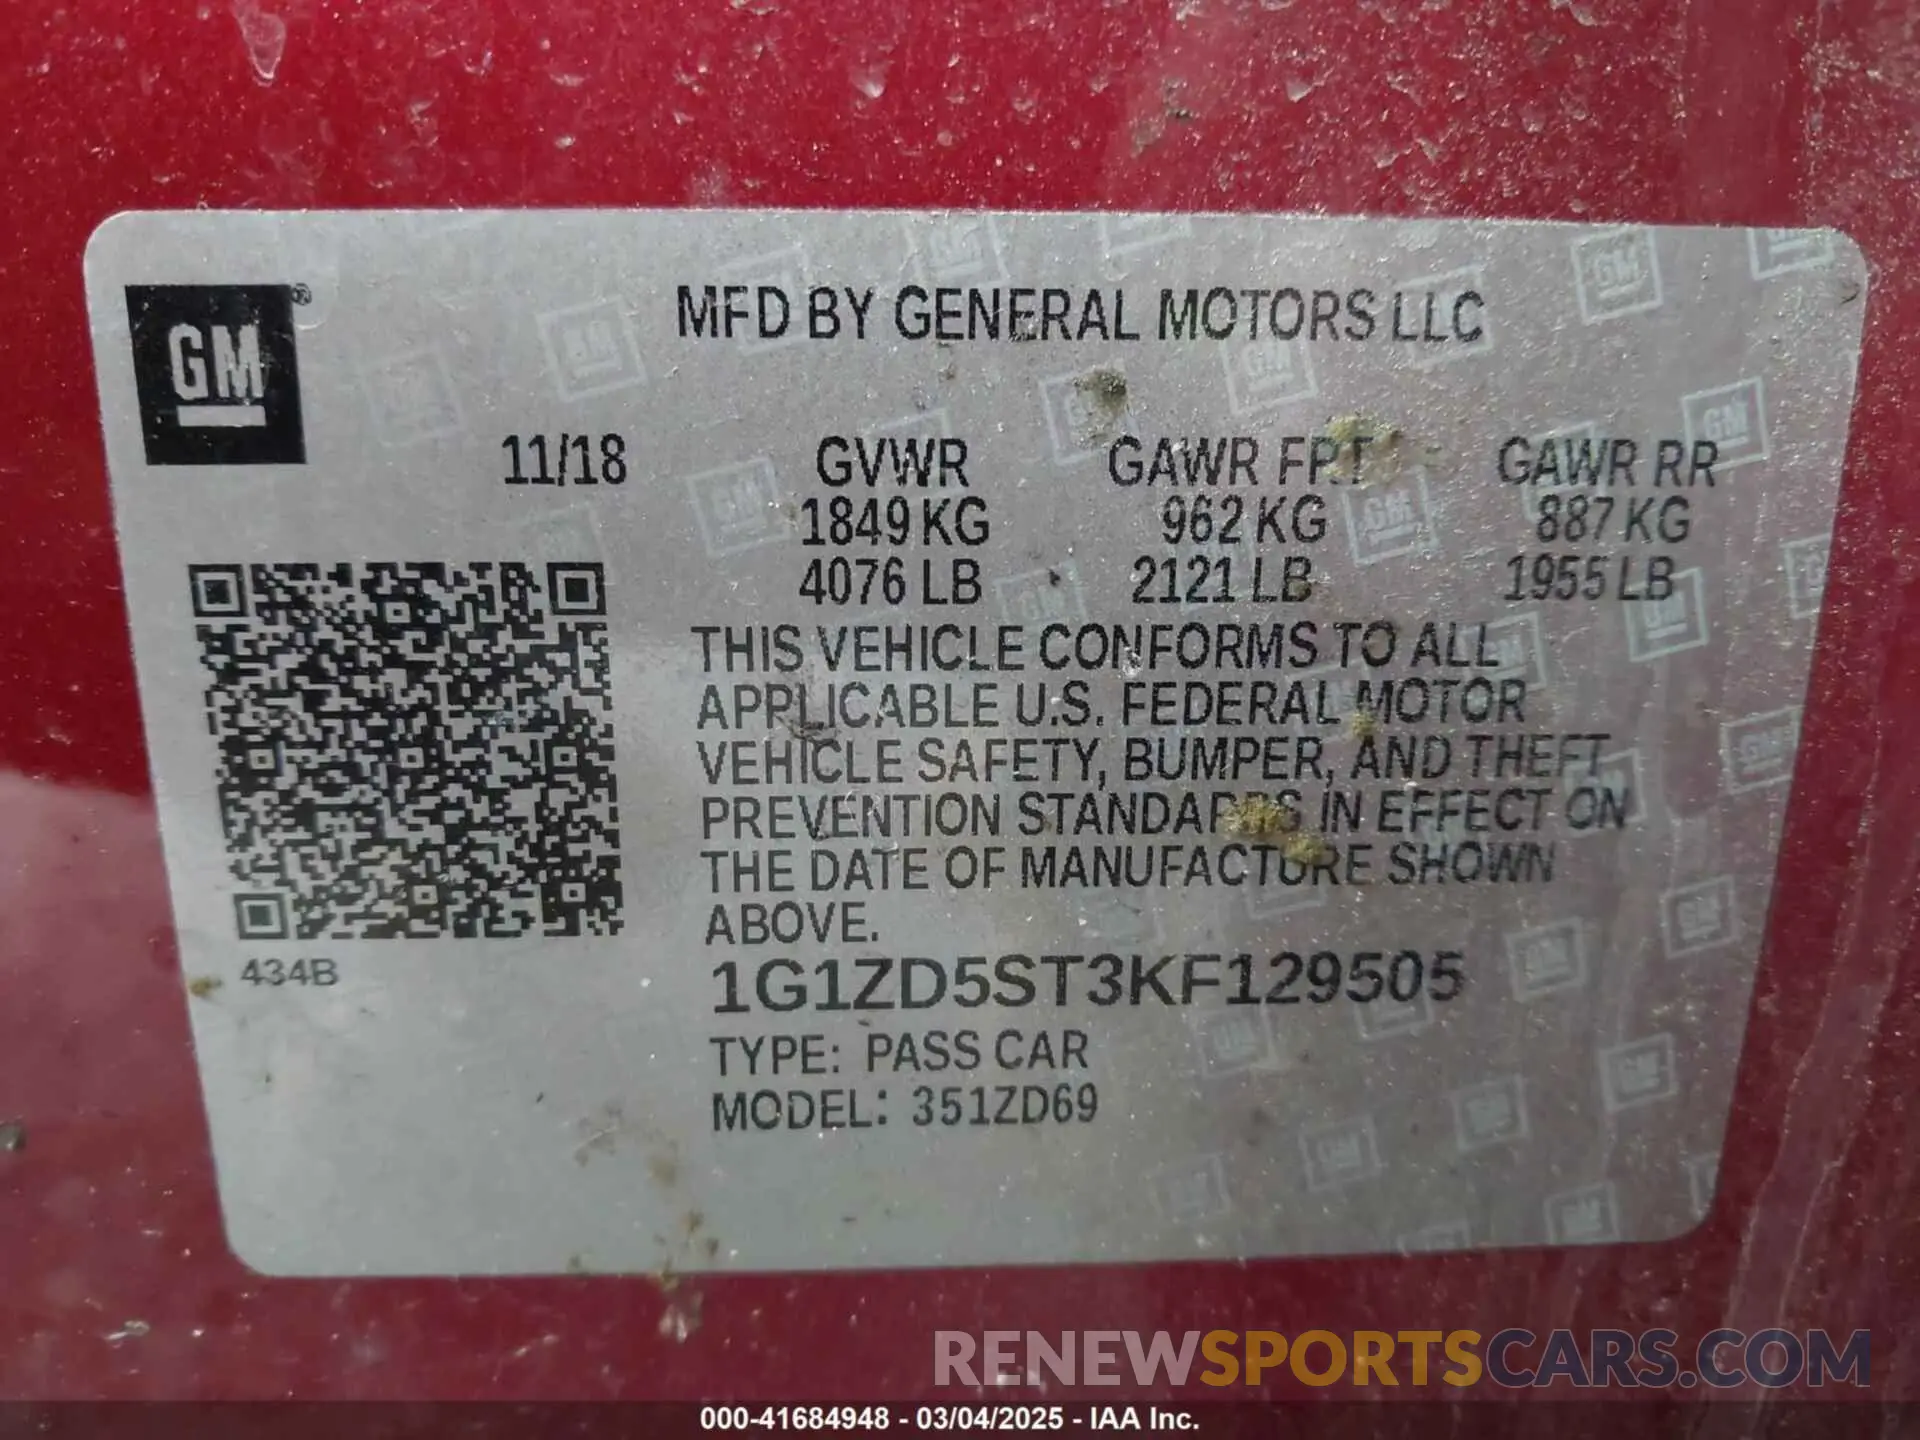 GM
MFD BY GENERAL MOTORS LLC
11/18 GVWR GAWR FRT GAWR RR
1849 KG 962 KG 887 KG
4076 LB 2121 LB 1955 LB
THIS VEHICLE CONFORMS TO ALL
APPLICABLE U.S. FEDERAL MOTOR
VEHICLE SAFETY, BUMPER, AND THEFT
PREVENTION STANDARDS IN EFFECT ON
THE DATE OF MANUFACTURE SHOWN
ABOVE.
434B
1G1ZD5ST3KF129505
TYPE: PASS CAR
MODEL: 351ZD69
RENEWSPORTSCARS.COM
000-41684948 - 03/04/2025 - IAA Inc.